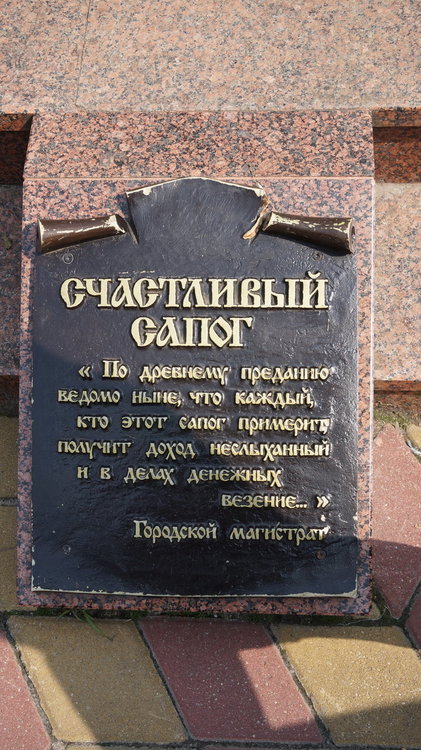 СЧАСТЛИВЫЙ
САПОГ
« По древнему преданию
ведомо ныне, что каждый,
кто этот сапог примерит,
получит доход неслыханный
и в делах денежных
везение... »
Городской магистрат